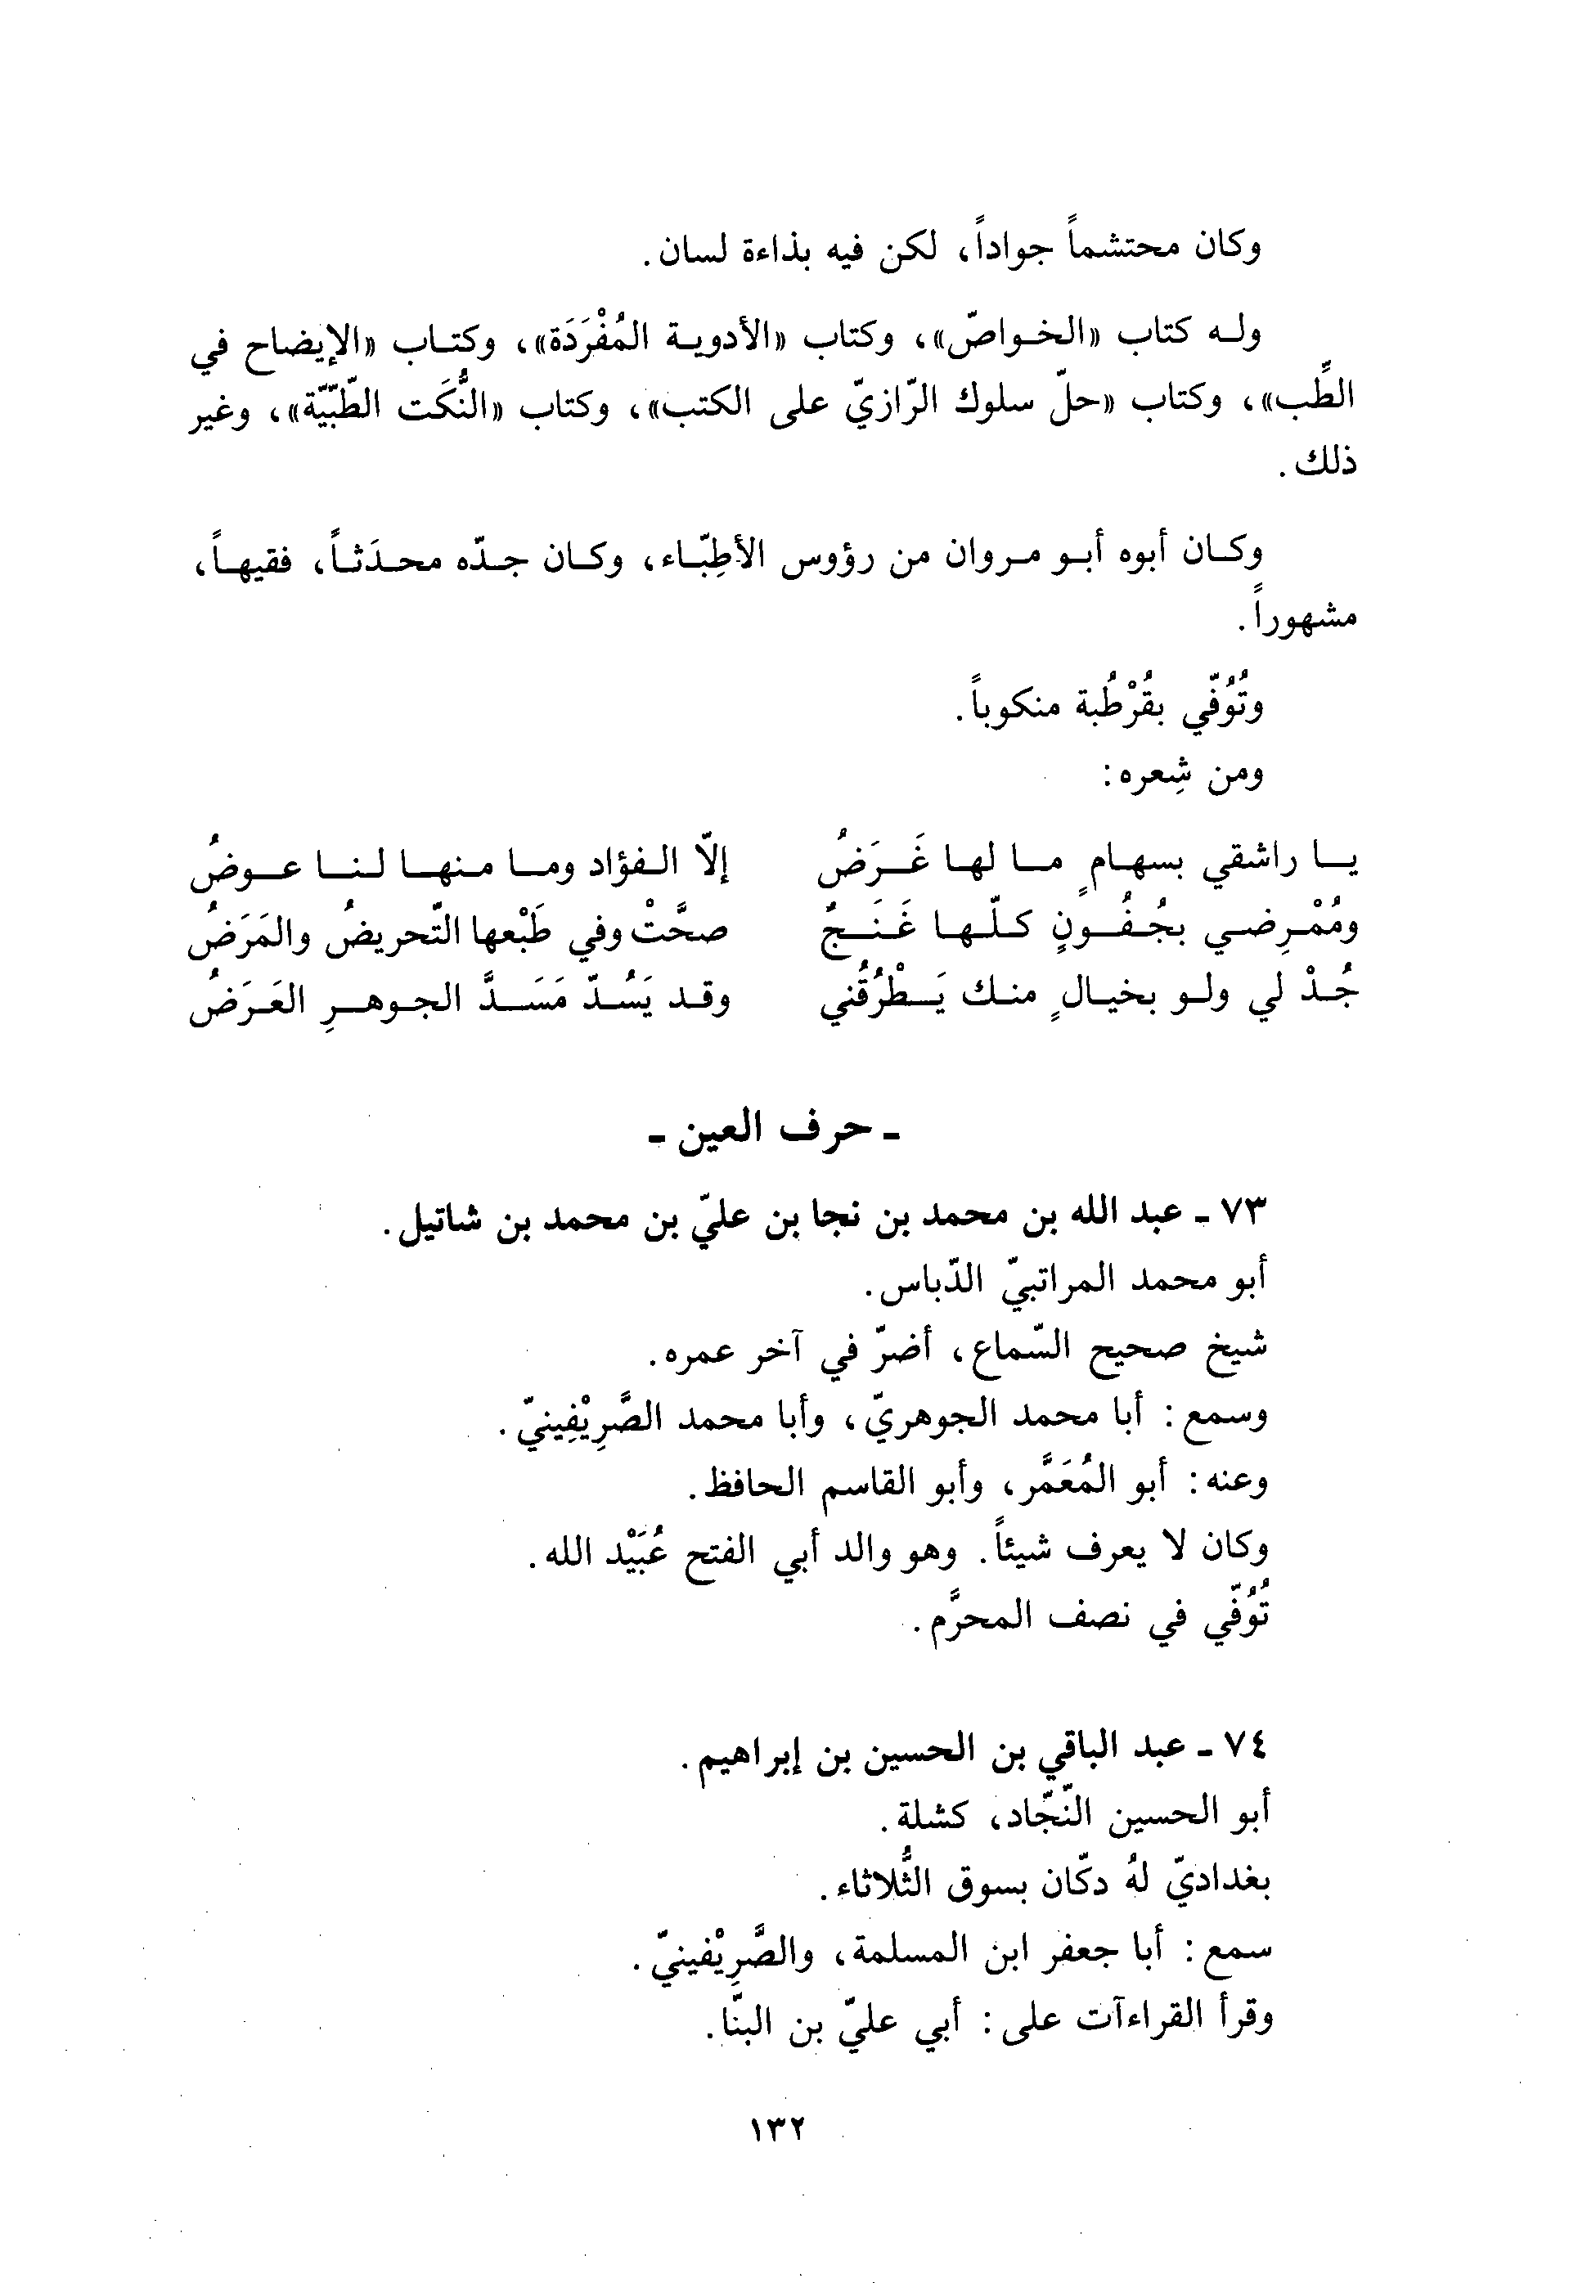 وكان محتشماً جواداً، لكن فيه بذاءة لسان.
وله كتاب «الخواصّ»، وكتاب «الأدوية المُفْرَدَة»، وكتاب «الإيضاح في
الطِّب»، وكتاب «حلّ سلوك الرّازيّ على الكتب»، وكتاب «النُّكَت الطّبّيّة»، وغير
ذلك.
وكان أبوه أبو مروان من رؤوس الأطِبّاء، وكان جدّه محدَثاً، فقيهاً،
مشهوراً.
وتُوُفّي بقُرْطُبة منكوباً.
ومن شِعره:
يا راشقي بسهامٍ ما لها غَرَضُ إلاّ الفؤاد وما منها لنا عوضُ
ومُمْرِضي بجُفُونٍ كلّها غَنَجٌ صحَّتْ وفي طَبْعها التّحريضُ والمَرَضُ
جُدْ لي ولو بخيالٍ منك يَطْرُقُني وقد يَسُدّ مَسَدَّ الجوهرِ العَرَضُ
ـ حرف العين ـ
٧٣ ـ عبد الله بن محمد بن نجا بن عليّ بن محمد بن شاتيل.
أبو محمد المراتبيّ الدّباس.
شيخ صحيح السّماع، أضرّ في آخر عمره.
وسمع: أبا محمد الجوهريّ، وأبا محمد الصَّرِيْفِينيّ.
وعنه: أبو المُعَمَّر، وأبو القاسم الحافظ.
وكان لا يعرف شيئاً. وهو والد أبي الفتح عُبَيْد الله.
تُوُفّي في نصف المحرَّم.
٧٤ ـ عبد الباقي بن الحسين بن إبراهيم.
أبو الحسين النّجّاد، كشلة.
بغداديّ لهُ دكّان بسوق الثُّلاثاء.
سمع: أبا جعفر ابن المسلمة، والصَّرِيْفينيّ.
وقرأ القراءآت على: أبي عليّ بن البنّا.
١٣٢